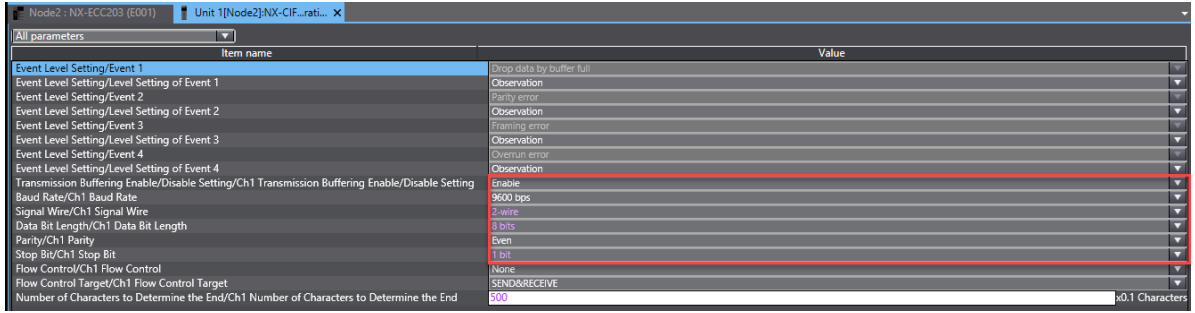 Node2 : NX-ECC203 (E001) Unit 1[Node2]:NX-CIF...rati... X
All parameters
Item name Value
Event Level Setting/Event 1 Drop data by buffer full
Event Level Setting/Level Setting of Event 1 Observation
Event Level Setting/Event 2 Parity error
Event Level Setting/Level Setting of Event 2 Observation
Event Level Setting/Event 3 Framing error
Event Level Setting/Level Setting of Event 3 Observation
Event Level Setting/Event 4 Overrun error
Event Level Setting/Level Setting of Event 4 Observation
Transmission Buffering Enable/Disable Setting/Ch1 Transmission Buffering Enable/Disable Setting Enable
Baud Rate/Ch1 Baud Rate 9600 bps
Signal Wire/Ch1 Signal Wire 2-wire
Data Bit Length/Ch1 Data Bit Length 8 bits
Parity/Ch1 Parity Even
Stop Bit/Ch1 Stop Bit 1 bit
Flow Control/Ch1 Flow Control None
Flow Control Target/Ch1 Flow Control Target SEND&RECEIVE
Number of Characters to Determine the End/Ch1 Number of Characters to Determine the End 500 x0.1 Characters